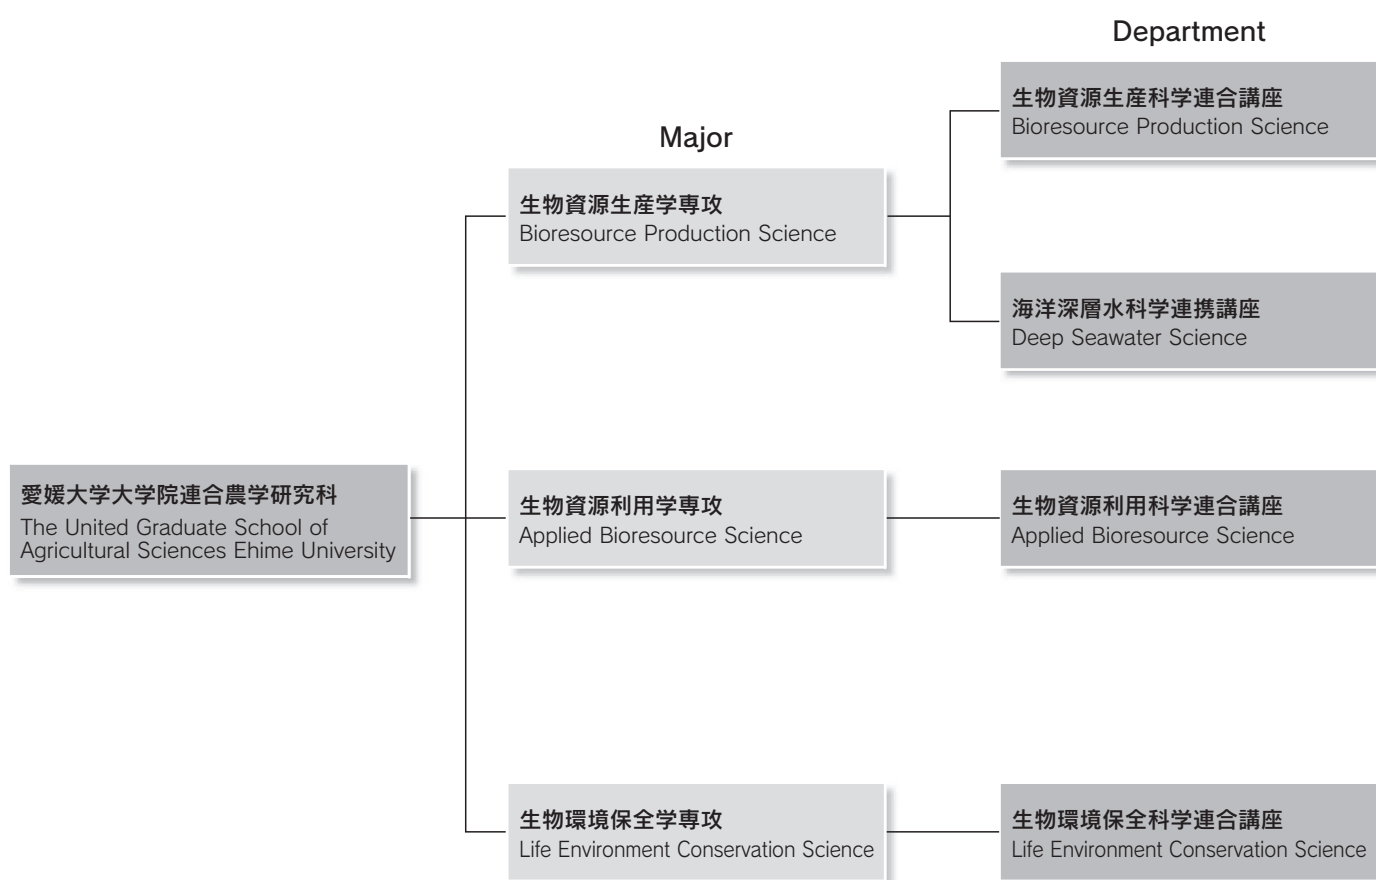 Department
生物資源生産科学連合講座
Bioresource Production Science
Major
生物資源生産学専攻
Bioresource Production Science
海洋深層水科学連携講座
Deep Seawater Science
愛媛大学大学院連合農学研究科
The United Graduate School of
Agricultural Sciences Ehime University
生物資源利用学専攻
Applied Bioresource Science
生物資源利用科学連合講座
Applied Bioresource Science
生物環境保全学専攻
Life Environment Conservation Science
生物環境保全科学連合講座
Life Environment Conservation Science